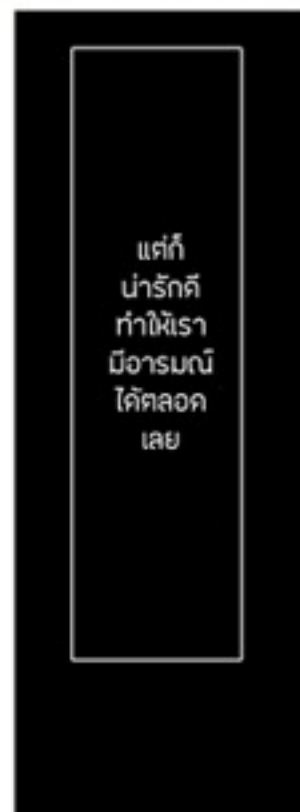 แต่ก็
น่ารักดี
ทำให้เรา
มีอารมณ์
ได้ตลอด
เลย